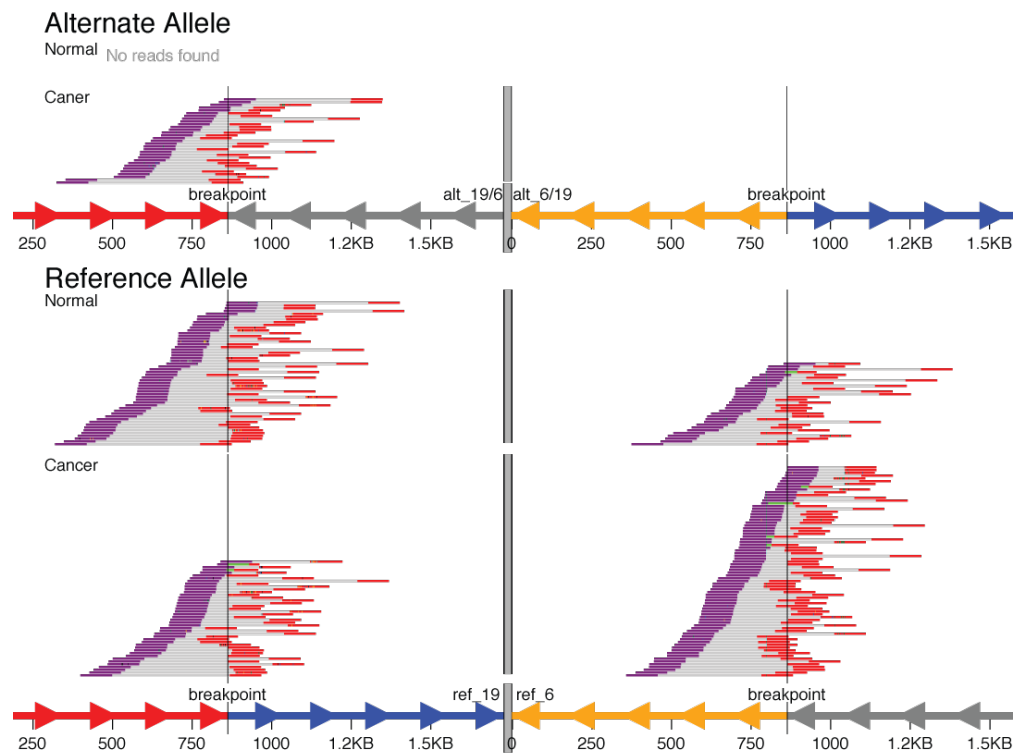 Alternate Allele
Normal No reads found
Caner
breakpoint alt_19/6 alt_6/19 breakpoint
250 500 750 1000 1.2KB 1.5KB 0 250 500 750 1000 1.2KB 1.5KB
Reference Allele
Normal
Cancer
breakpoint ref_19 ref_6 breakpoint
250 500 750 1000 1.2KB 1.5KB 0 250 500 750 1000 1.2KB 1.5KB